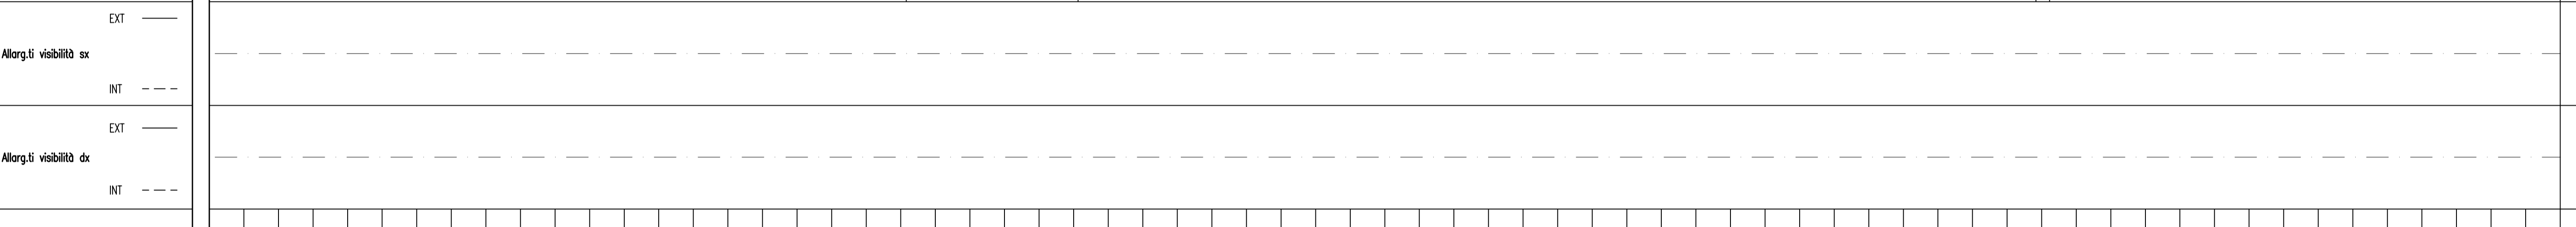 EXT
Allarg.ti visibilità sx
INT
EXT
Allarg.ti visibilità dx
INT